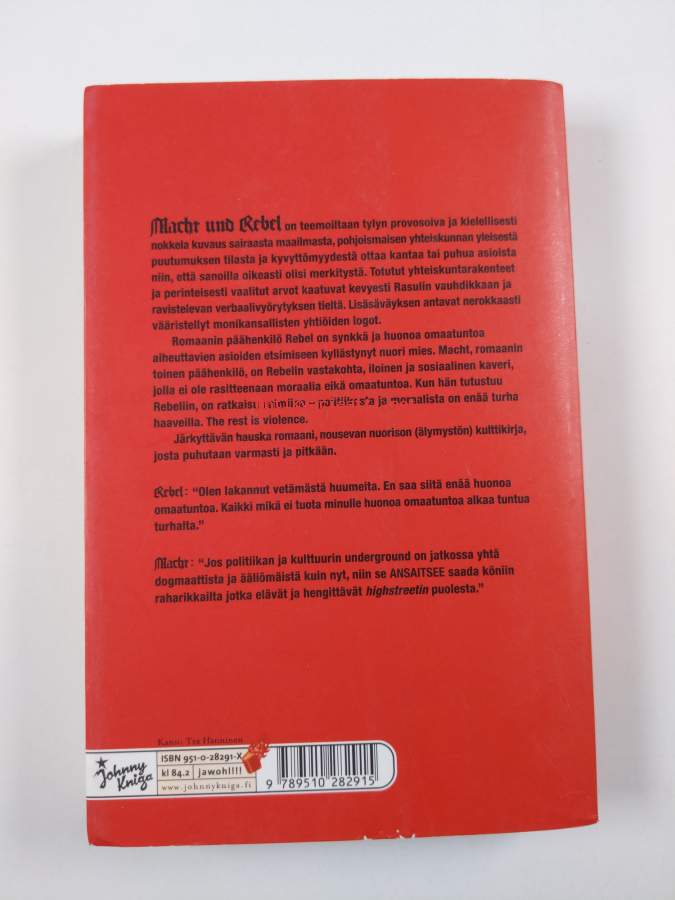 Macht und Rebel on teemoiltaan tylyn provosoiva ja kielellisesti
nokkela kuvaus sairaasta maailmasta, pohjoismaisen yhteiskunnan yleisestä
puutumuksen tilasta ja kyvyttömyydestä ottaa kantaa tai puhua asioista
niin, että sanoilla oikeasti olisi merkitystä. Totutut yhteiskuntarakenteet
ja perinteisesti vaalitut arvot kaatuvat kevyesti Rasulin vauhdikkaan ja
ravistelevan verbaalivyörytyksen tieltä. Lisäsäväyksen antavat nerokkaasti
vääristellyt monikansallisten yhtiöiden logot.
Romaanin päähenkilö Rebel on synkkä ja huonoa omaatuntoa
aiheuttavien asioiden etsimiseen kyllästynyt nuori mies. Macht, romaanin
toinen päähenkilö, on Rebelin vastakohta, iloinen ja sosiaalinen kaveri,
jolla ei ole rasitteenaan moraalia eikä omaatuntoa. Kun hän tutustuu
Rebeliin, on ratkaisu valmiina – politiikasta ja moraalista on enää turha
haaveilla. The rest is violence.
Järkyttävän hauska romaani, nousevan nuorison (älymystön) kulttikirja,
josta puhutaan varmasti ja pitkään.
Rebel: “Olen lakannut vetämästä huumeita. En saa siitä enää huonoa
omaatuntoa. Kaikki mikä ei tuota minulle huonoa omaatuntoa alkaa tuntua
turhalta.”
Macht: “Jos politiikan ja kulttuurin underground on jatkossa yhtä
dogmaattista ja ääliömäistä kuin nyt, niin se ANSAITSEE saada köniin
raharikkailta jotka elävät ja hengittävät highstreetin puolesta.”
Kansi: Tea Hänninen
Johnny Kniga
ISBN 951-0-28291-X
kl 84.2 jawohl!!!
www.johnnykniga.fi
9 789510 282915